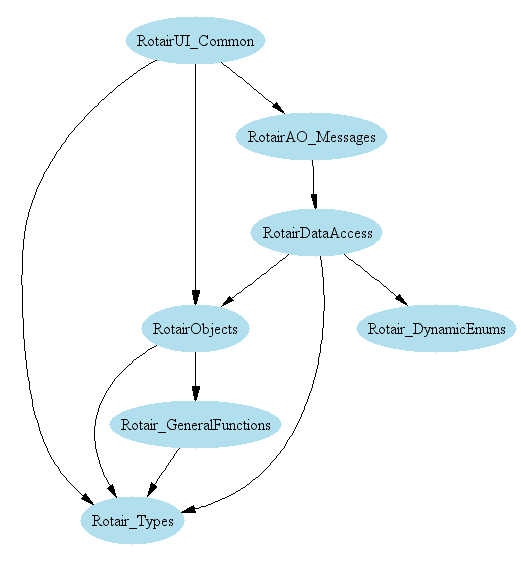 RotairUI_Common
RotairAO_Messages
RotairDataAccess
RotairObjects
Rotair_DynamicEnums
Rotair_GeneralFunctions
Rotair_Types